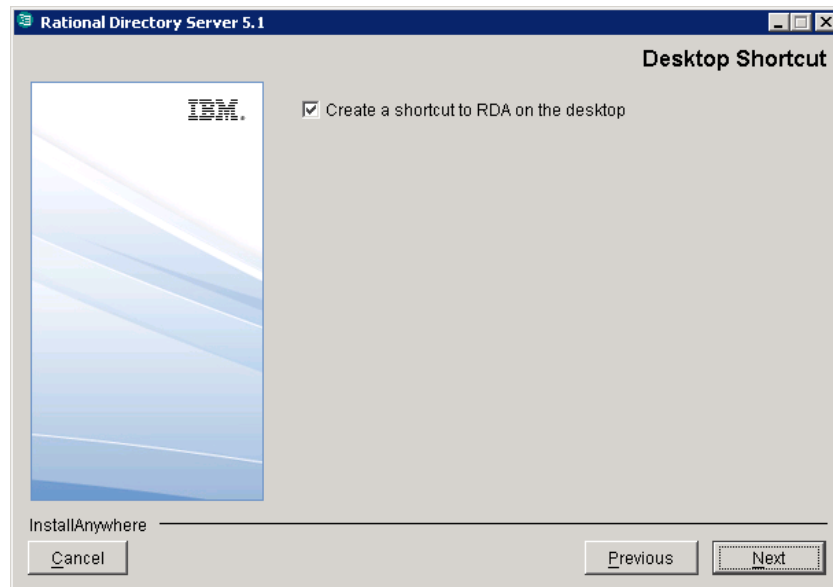 Rational Directory Server 5.1
Desktop Shortcut
IBM.
Create a shortcut to RDA on the desktop
InstallAnywhere
Cancel
Previous
Next